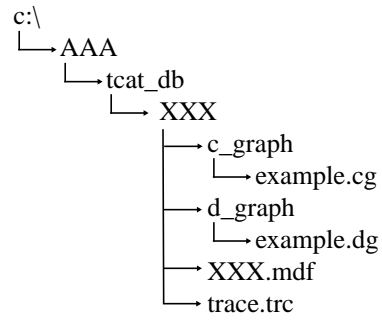 c:\
AAA
tcat_db
XXX
c_graph
example.cg
d_graph
example.dg
XXX.mdf
trace.trc